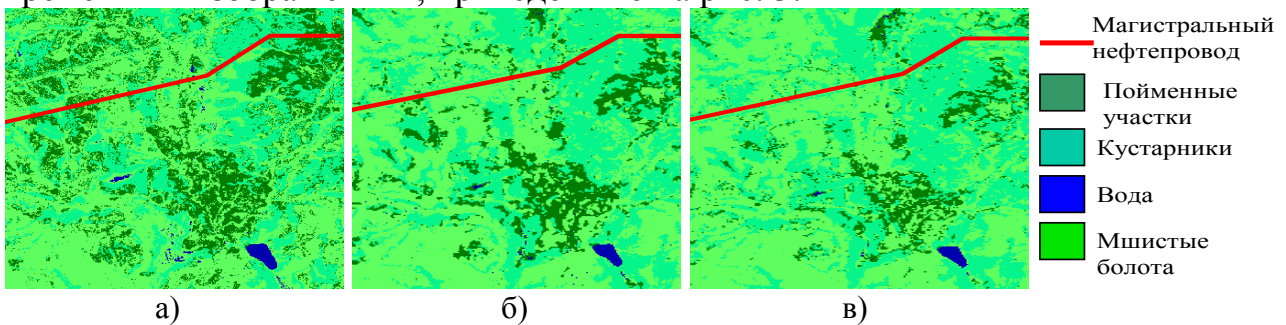 Магистральный
нефтепровод
Пойменные
участки
Кустарники
Вода
Мшистые
болота
а)
б)
в)